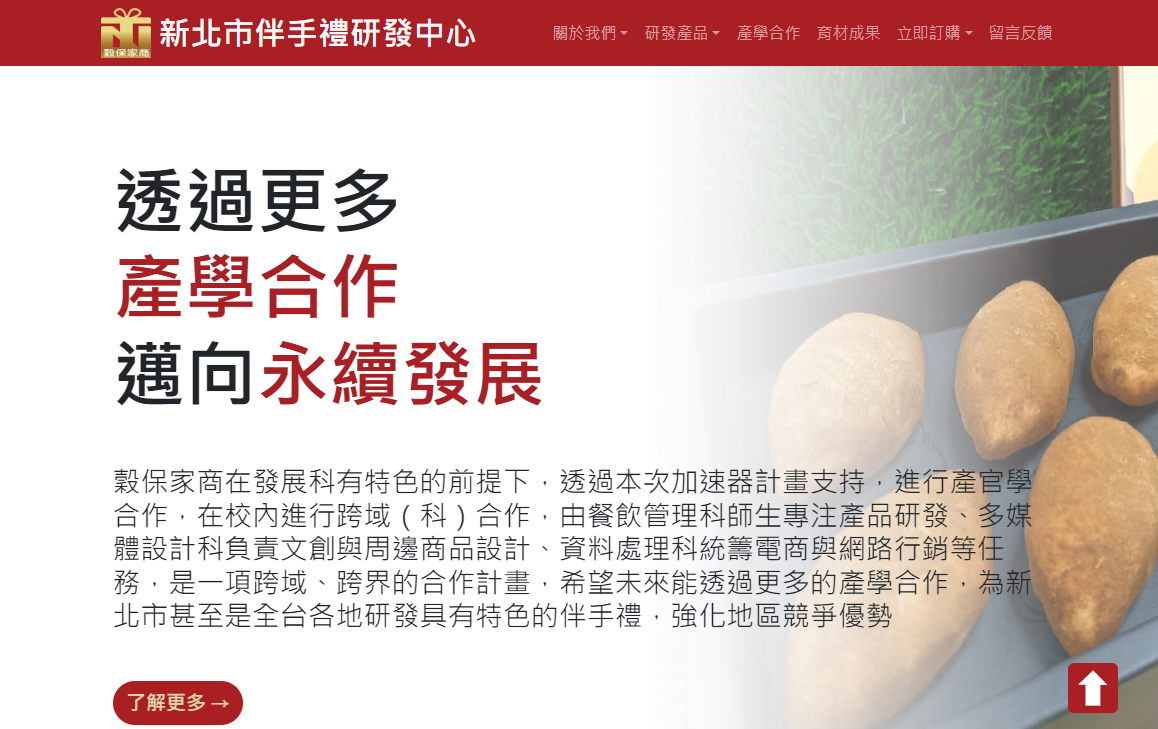 穀保家商
新北市伴手禮研發中心
關於我們
研發產品
產學合作
育材成果
立即訂購
留言反饋
透過更多
產學合作
邁向永續發展
穀保家商在發展科有特色的前提下，透過本次加速器計畫支持，進行產官學
合作，在校內進行跨域（科）合作，由餐飲管理科師生專注產品研發、多媒
體設計科負責文創與周邊商品設計、資料處理科統籌電商與網路行銷等任
務，是一項跨域、跨界的合作計畫，希望未來能透過更多的產學合作，為新
北市甚至是全台各地研發具有特色的伴手禮，強化地區競爭優勢
了解更多→